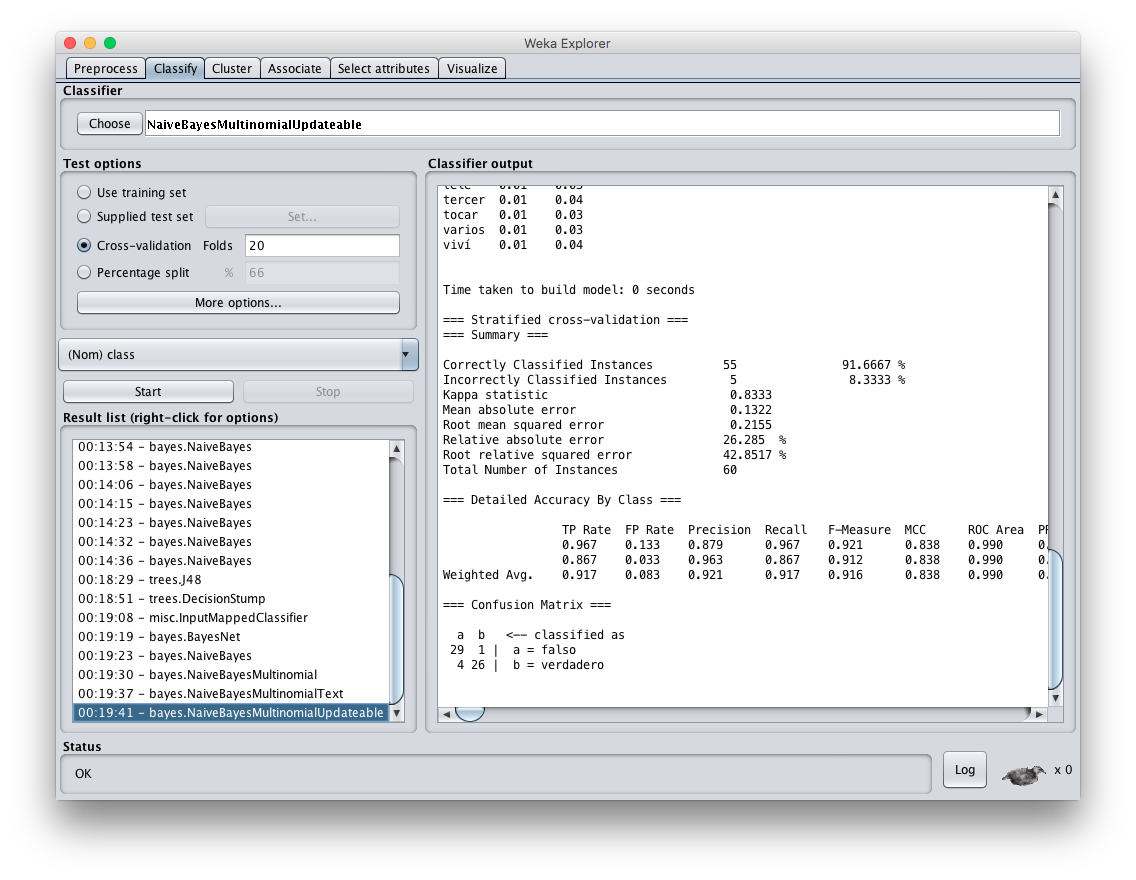 Weka Explorer
Preprocess Classify Cluster Associate Select attributes Visualize
Classifier
Choose NaiveBayesMultinomialUpdateable
Test options
Use training set
Supplied test set Set...
Cross-validation Folds 20
Percentage split % 66
More options...
(Nom) class
Start Stop
Result list (right-click for options)
00:13:54 - bayes.NaiveBayes
00:13:58 - bayes.NaiveBayes
00:14:06 - bayes.NaiveBayes
00:14:15 - bayes.NaiveBayes
00:14:23 - bayes.NaiveBayes
00:14:32 - bayes.NaiveBayes
00:14:36 - bayes.NaiveBayes
00:18:29 - trees.J48
00:18:51 - trees.DecisionStump
00:19:08 - misc.InputMappedClassifier
00:19:19 - bayes.BayesNet
00:19:23 - bayes.NaiveBayes
00:19:30 - bayes.NaiveBayesMultinomial
00:19:37 - bayes.NaiveBayesMultinomialText
00:19:41 - bayes.NaiveBayesMultinomialUpdateable
Classifier output
tercer 0.01 0.04
tocar 0.01 0.03
varios 0.01 0.03
viví 0.01 0.04
Time taken to build model: 0 seconds
=== Stratified cross-validation ===
=== Summary ===
Correctly Classified Instances 55 91.6667 %
Incorrectly Classified Instances 5 8.3333 %
Kappa statistic 0.8333
Mean absolute error 0.1322
Root mean squared error 0.2155
Relative absolute error 26.285 %
Root relative squared error 42.8517 %
Total Number of Instances 60
=== Detailed Accuracy By Class ===
TP Rate FP Rate Precision Recall F-Measure MCC ROC Area
0.967 0.133 0.879 0.967 0.921 0.838 0.990 0.
0.867 0.033 0.963 0.867 0.912 0.838 0.990 0.
Weighted Avg. 0.917 0.083 0.921 0.917 0.916 0.838 0.990 0.
=== Confusion Matrix ===
a b <-- classified as
29 1 | a = falso
4 26 | b = verdadero
Status
OK
Log
x 0